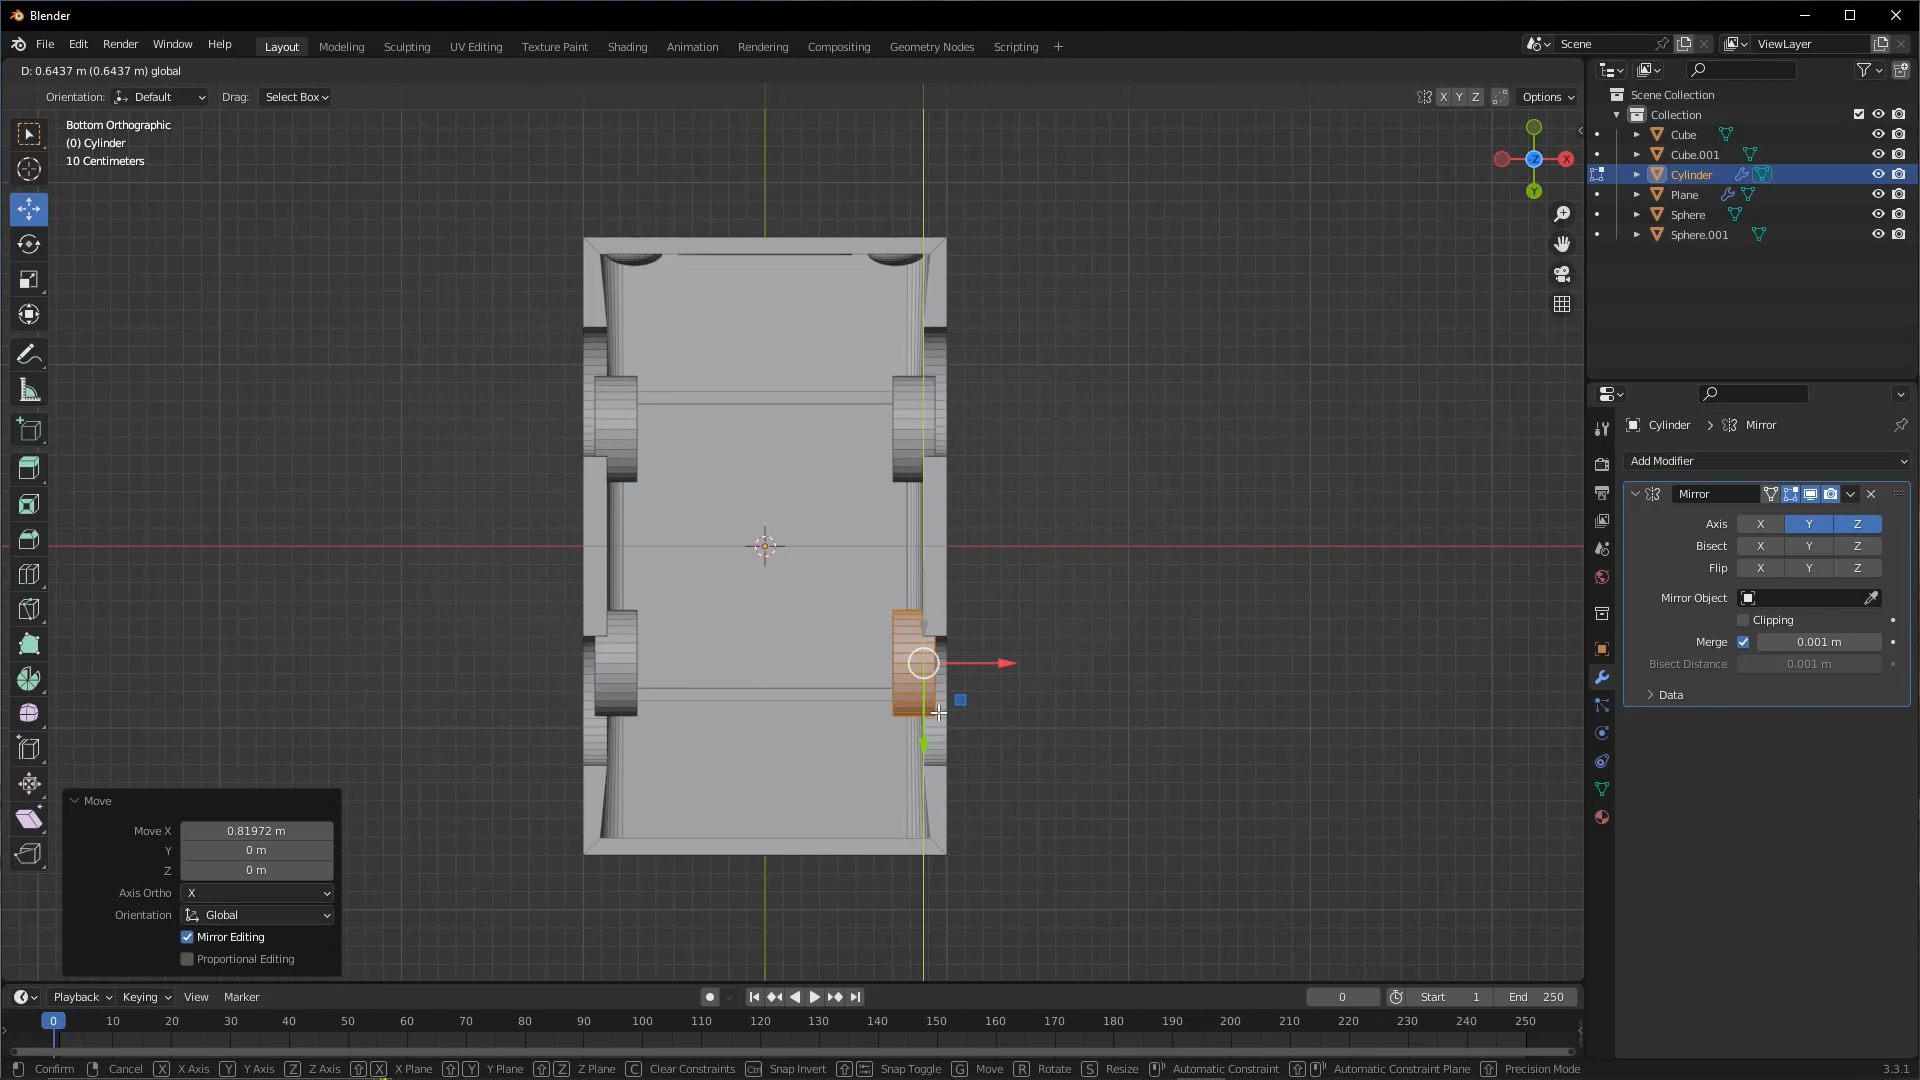 Blender
File Edit Render Window Help Layout Modeling Sculpting UV Editing Texture Paint Shading Animation Rendering Compositing Geometry Nodes Scripting + Scene ViewLayer
D: 0.6437 m (0.6437 m) global
Orientation: Default Drag: Select Box X Y Z Options
Bottom Orthographic
(0) Cylinder
10 Centimeters
-Z X
Y
Scene Collection
Collection
Cube
Cube.001
Cylinder
Plane
Sphere
Sphere.001
Cylinder > Mirror
Add Modifier
Mirror
Axis X Y Z
Bisect X Y Z
Flip X Y Z
Mirror Object
Clipping
Merge 0.001 m
Bisect Distance 0.001 m
Data
Move
Move X 0.81972 m
Y 0 m
Z 0 m
Axis Ortho X
Orientation Global
Mirror Editing
Proportional Editing
Playback Keying View Marker 0 Start 1 End 250
0 10 20 30 40 50 60 70 80 90 100 110 120 130 140 150 160 170 180 190 200 210 220 230 240 250
Confirm Cancel X X Axis Y Y Axis Z Z Axis X X Plane Y Y Plane Z Z Plane C Clear Constraints Ctrl Snap Invert Snap Toggle G Move R Rotate S Resize Automatic Constraint Automatic Constraint Plane Precision Mode 3.3.1